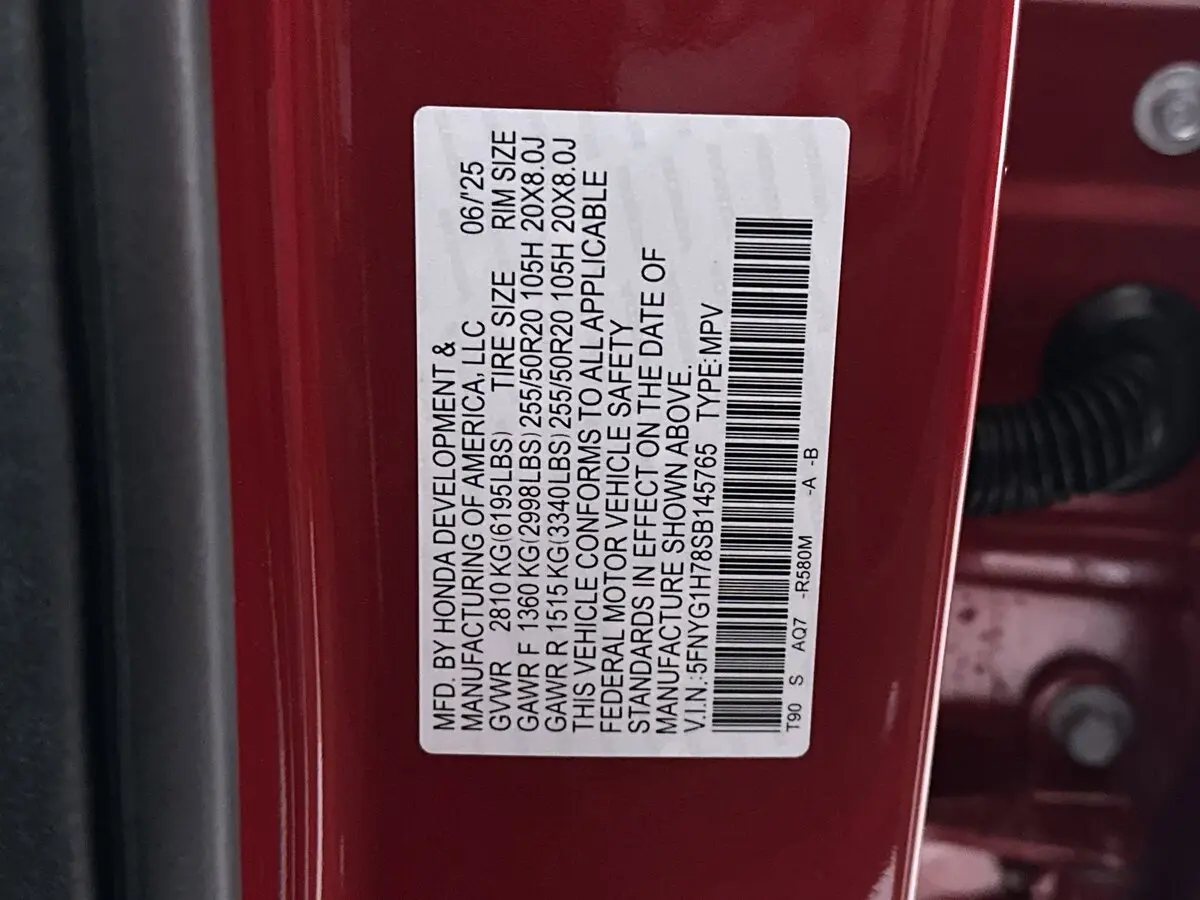 MFD. BY HONDA DEVELOPMENT &
MANUFACTURING OF AMERICA, LLC 06/'25
GVWR 2810 KG(6195LBS) TIRE SIZE RIM SIZE
GAWR F 1360 KG(2998LBS) 255/50R20 105H 20X8.0J
GAWR R 1515 KG(3340LBS) 255/50R20 105H 20X8.0J
THIS VEHICLE CONFORMS TO ALL APPLICABLE
FEDERAL MOTOR VEHICLE SAFETY
STANDARDS IN EFFECT ON THE DATE OF
MANUFACTURE SHOWN ABOVE.
V.I.N.:5FNYG1H78SB145765 TYPE:MPV
T90 S AQ7 -R580M -A -B